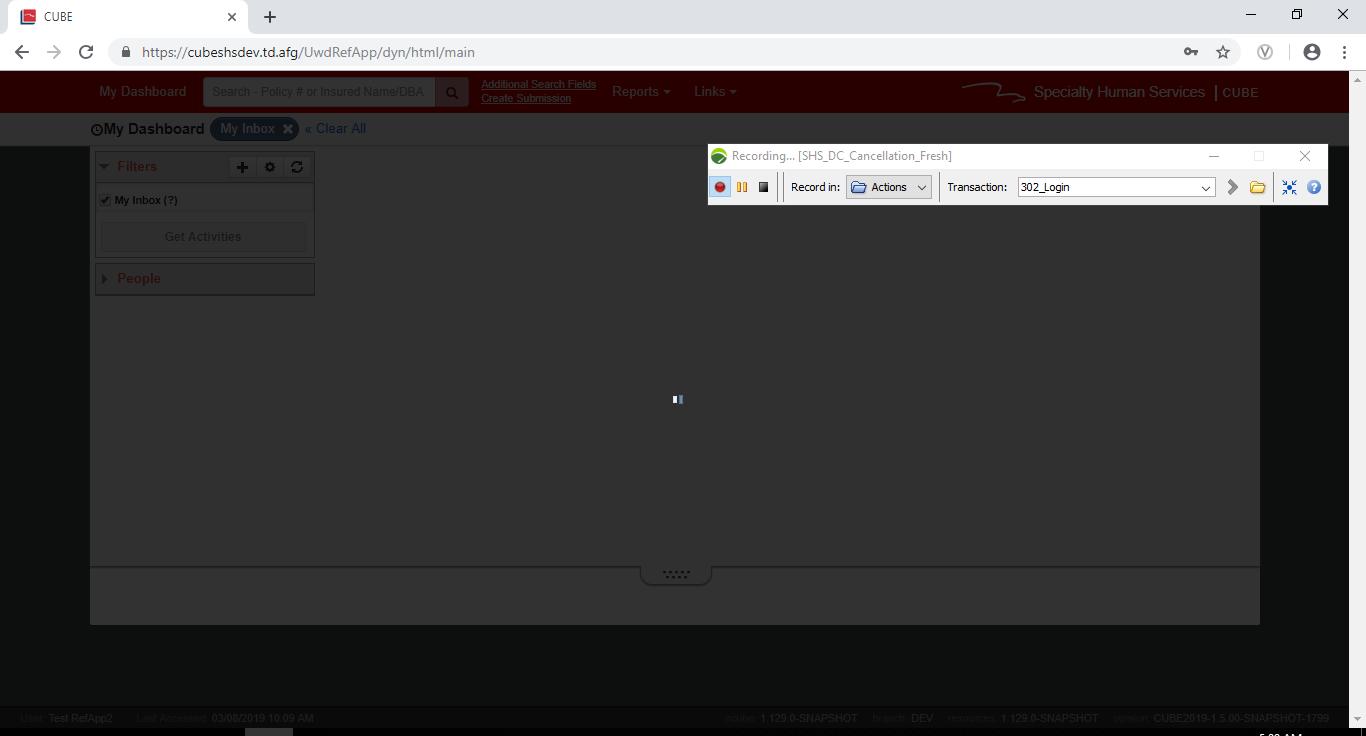 CUBE
https://cubeshsdev.td.afg/UwdRefApp/dyn/html/main
My Dashboard
Search - Policy # or Insured Name/DBA
Additional Search Fields
Create Submission
Reports
Links
Specialty Human Services | CUBE
My Dashboard
My Inbox
« Clear All
Filters
My Inbox (?)
Get Activities
People
Recording... [SHS_DC_Cancellation_Fresh]
Record in:
Actions
Transaction:
302_Login
User: Test RefApp2
Last Accessed: 03/08/2019 10:09 AM
ncube: 1.129.0-SNAPSHOT
branch: DEV
resources: 1.129.0-SNAPSHOT
version: CUBE2019-1.5.00-SNAPSHOT-1799